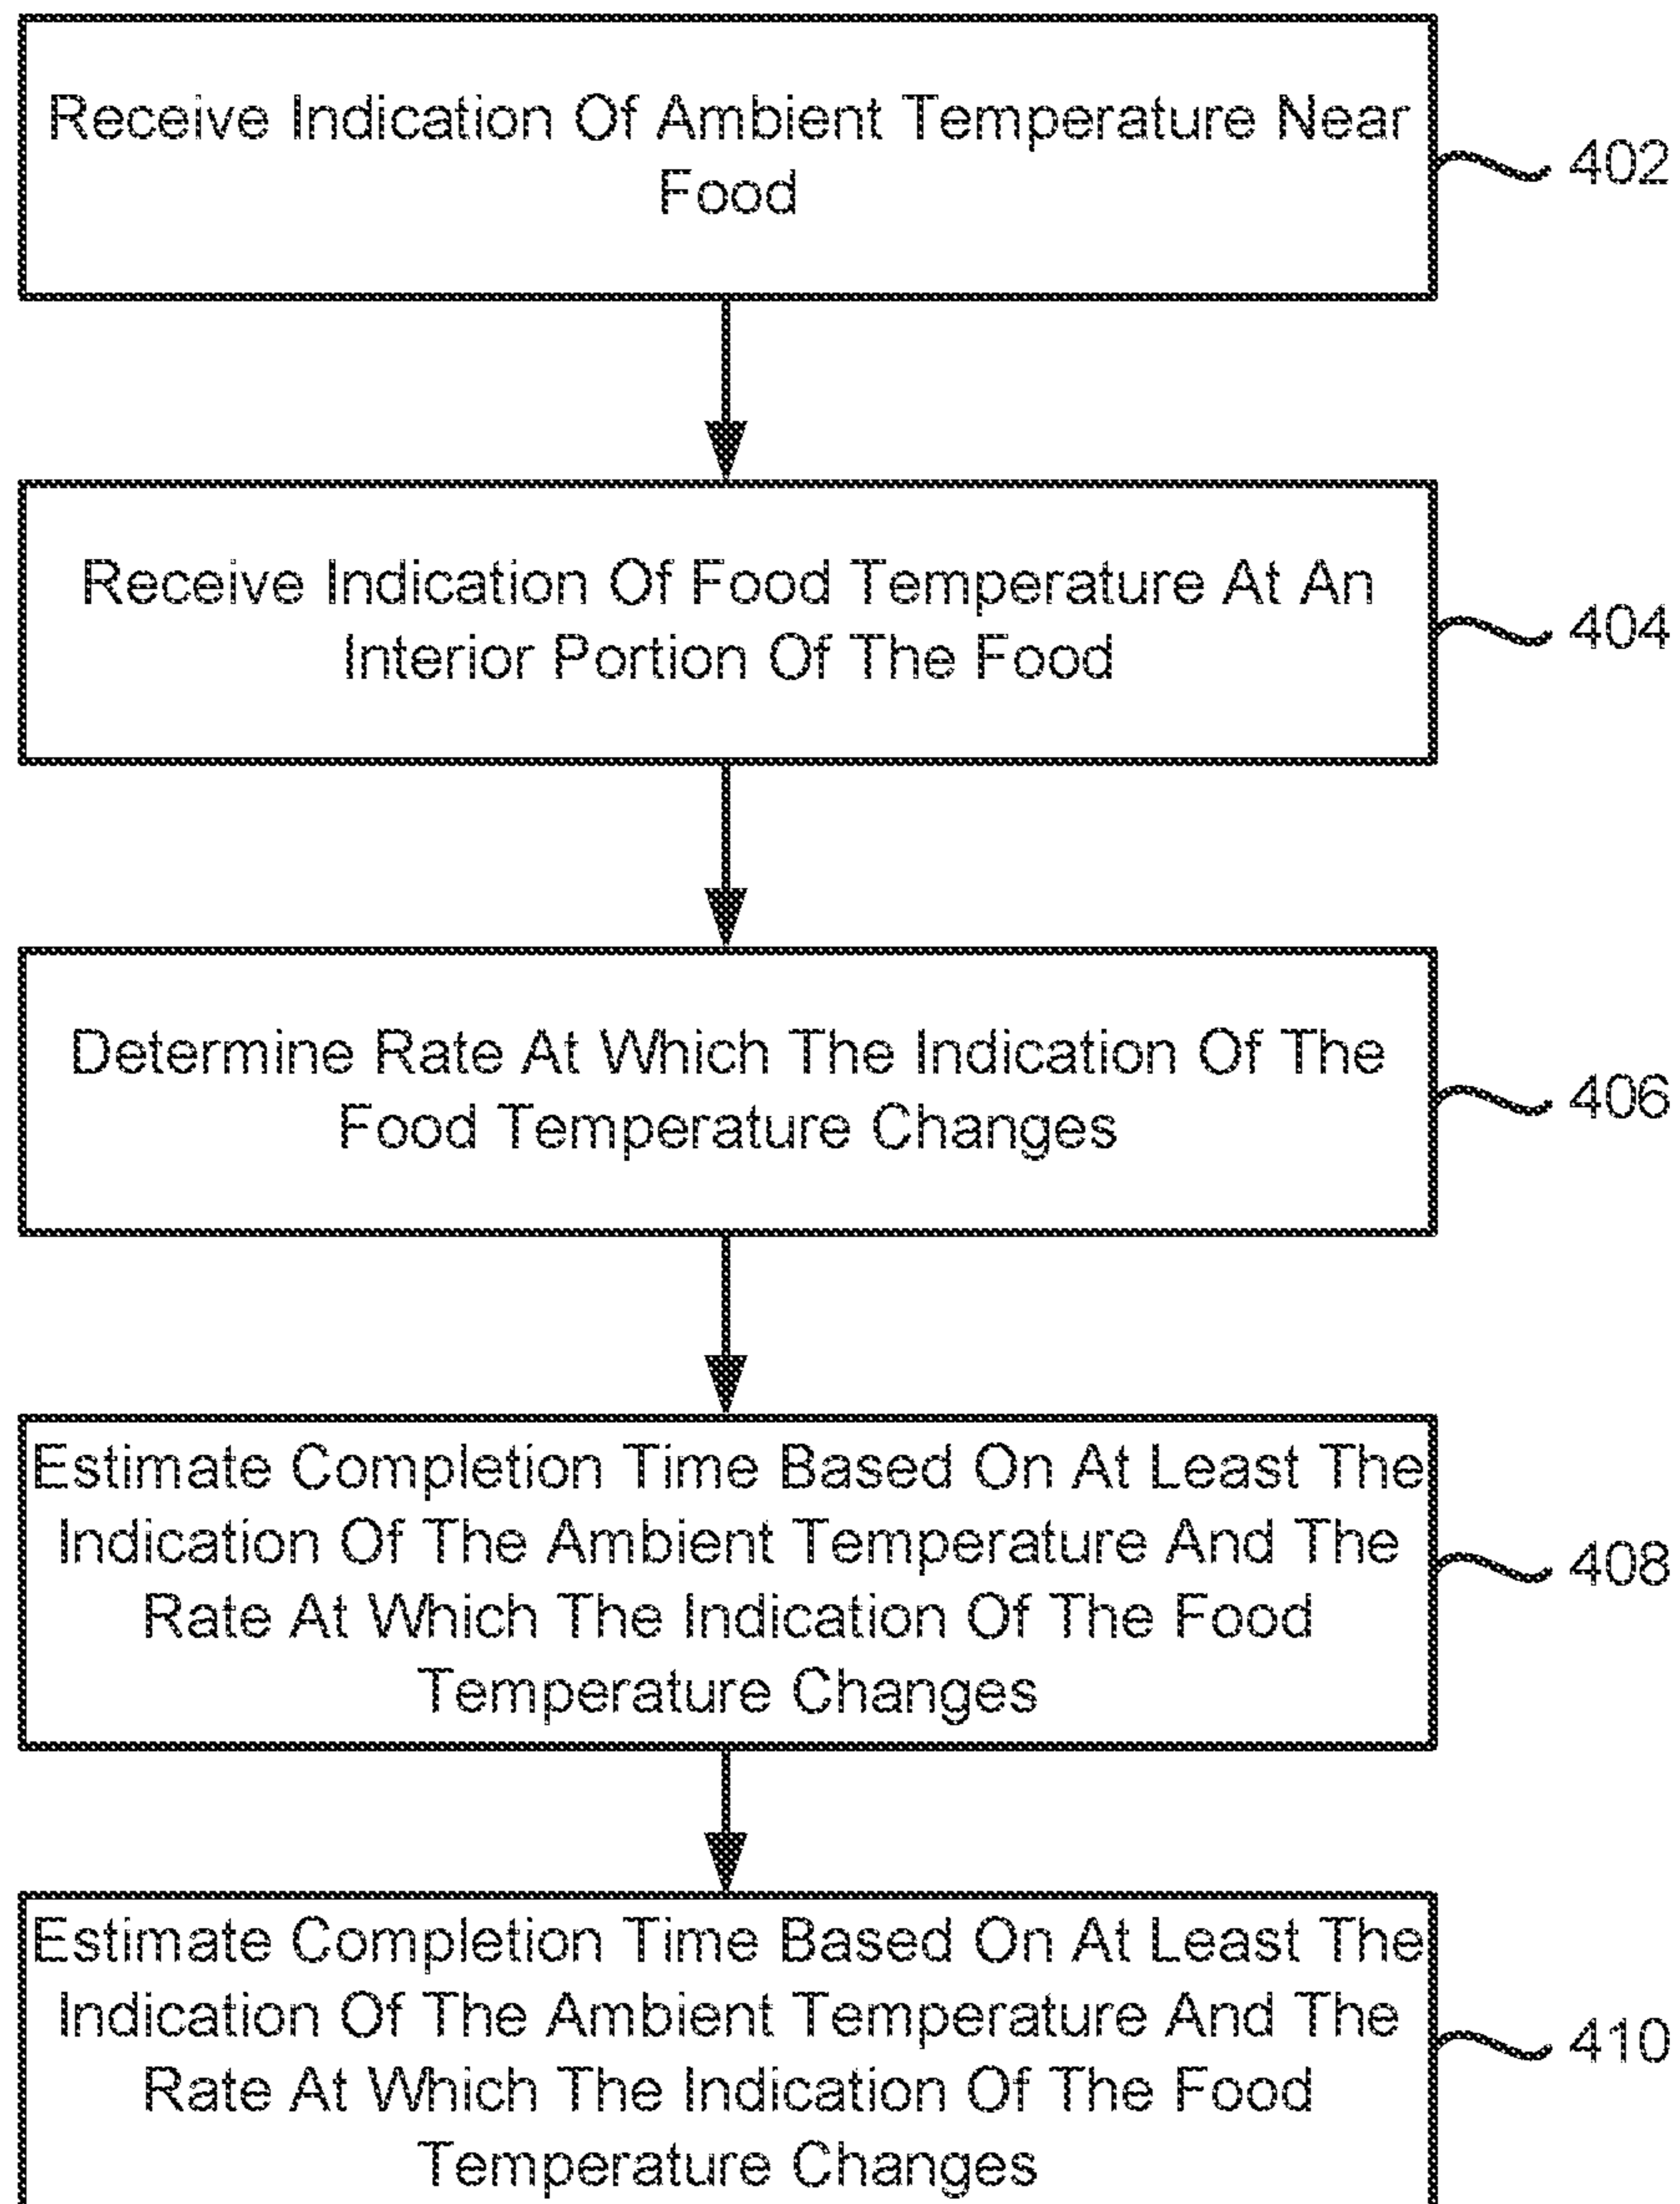 Receive Indication Of Ambient Temperature Near
Food
402
Receive Indication Of Food Temperature At An
Interior Portion Of The Food
404
Determine Rate At Which The Indication Of The
Food Temperature Changes
406
Estimate Completion Time Based On At Least The
Indication Of The Ambient Temperature And The
Rate At Which The Indication Of The Food
Temperature Changes
408
Estimate Completion Time Based On At Least The
Indication Of The Ambient Temperature And The
Rate At Which The Indication Of The Food
Temperature Changes
410